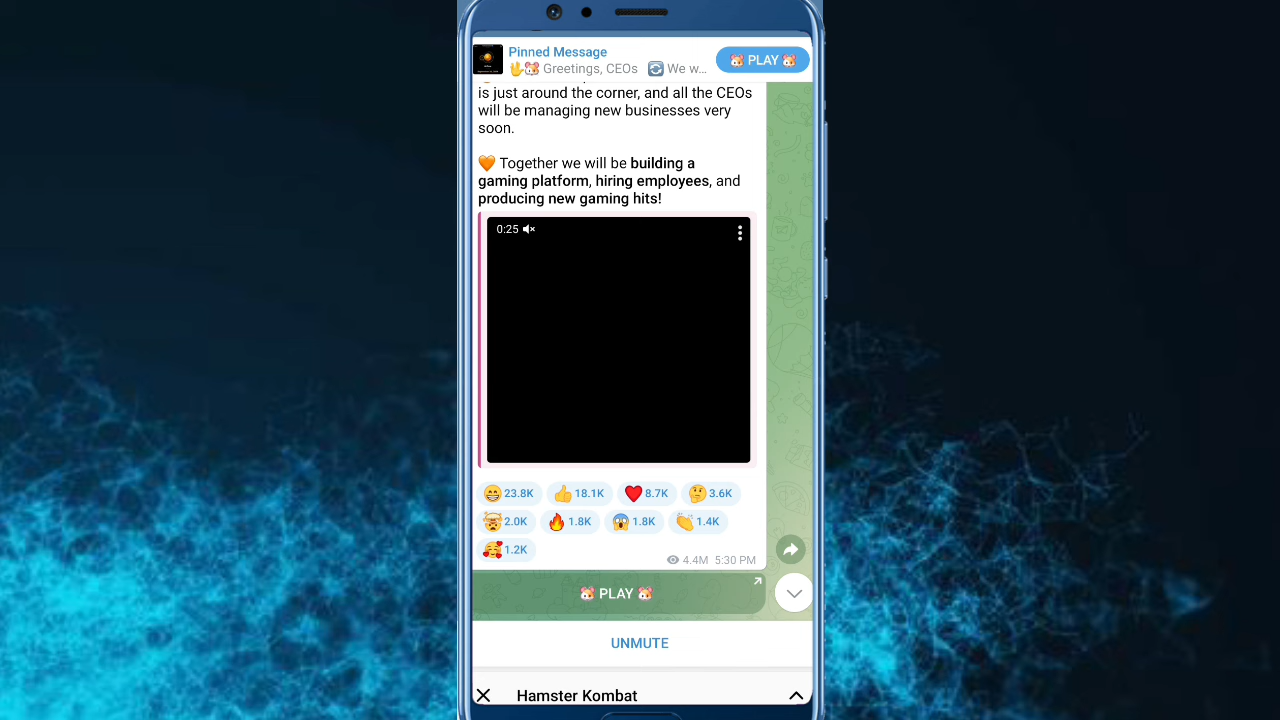 Pinned Message
🖖🐹 Greetings, CEOs 🔄 We w...
🐹 PLAY 🐹
is just around the corner, and all the CEOs
will be managing new businesses very
soon.
🧡 Together we will be building a
gaming platform, hiring employees, and
producing new gaming hits!
0:25
😁 23.8K 👍 18.1K ❤️ 8.7K 🤔 3.6K
🤯 2.0K 🔥 1.8K 😱 1.8K 👏 1.4K
🥰 1.2K
4.4M 5:30 PM
🐹 PLAY 🐹
UNMUTE
Hamster Kombat